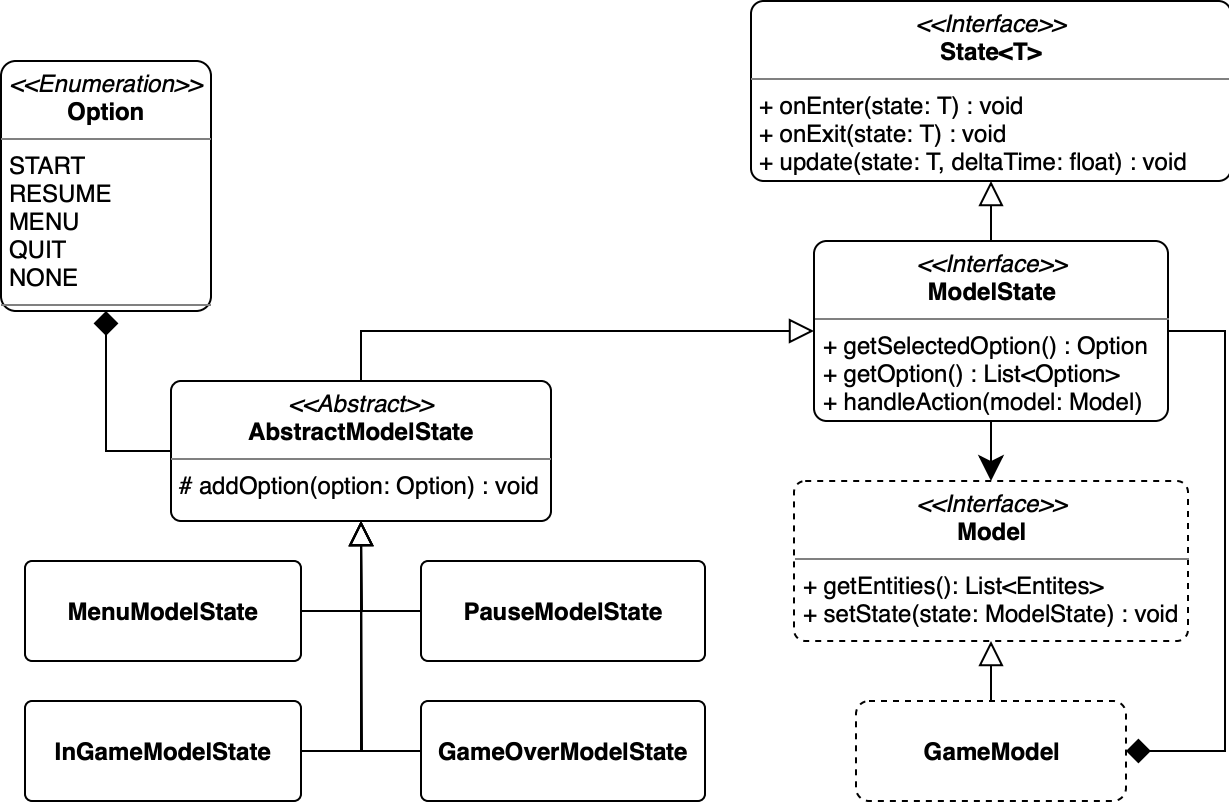 <<Interface>>
State<T>
+ onEnter(state: T) : void
+ onExit(state: T) : void
+ update(state: T, deltaTime: float) : void
<<Enumeration>>
Option
START
RESUME
MENU
QUIT
NONE
<<Interface>>
ModelState
+ getSelectedOption() : Option
+ getOption() : List<Option>
+ handleAction(model: Model)
<<Abstract>>
AbstractModelState
# addOption(option: Option) : void
<<Interface>>
Model
+ getEntities(): List<Entites>
+ setState(state: ModelState) : void
MenuModelState
PauseModelState
InGameModelState
GameOverModelState
GameModel